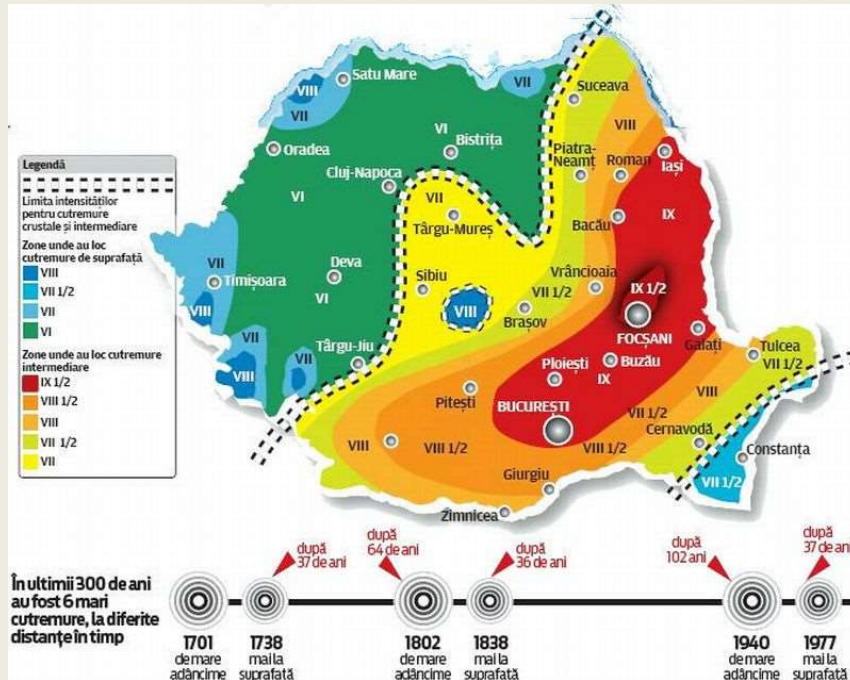 Satu Mare
VIII
VII
VII
Suceava
VIII
VI
Bistrița
Oradea
Piatra-
Neamț
Roman
Iași
Cluj-Napoca
VI
VII
Târgu-Mureș
Bacău
IX
Legendă
Limita intensităților
pentru cutremure
crustale și intermediare
Zone unde au loc
cutremure de suprafață
VIII
VII 1/2
VII
VI
Zone unde au loc cutremure
intermediare
IX 1/2
VIII 1/2
VIII
VII 1/2
VII
VII
Timișoara
Deva
VI
Sibiu
Vrâncioaia
VII 1/2
IX 1/2
VIII
VIII
Brașov
FOCȘANI
Galați
Tulcea
VII 1/2
VII
VII
Târgu-Jiu
VIII
Ploiești
Buzău
IX
Pitești
VIII
BUCUREȘTI
VII 1/2
Cernavodă
Constanța
VIII
VIII 1/2
VIII 1/2
VII 1/2
Giurgiu
Zimnicea
În ultimii 300 de ani
au fost 6 mari
cutremure, la diferite
distanțe în timp
după
37 de ani
după
64 de ani
după
36 de ani
după
102 ani
după
37 de ani
1701
de mare
adâncime
1738
mai la
suprafată
1802
de mare
adâncime
1838
mai la
suprafată
1940
de mare
adâncime
1977
mai la
suprafată